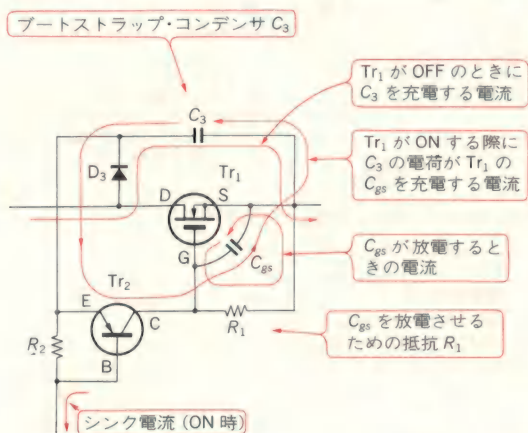 ブートストラップ・コンデンサ C3
Tr1 が OFF のときに
C3 を充電する電流
C3
Tr1 が ON する際に
C3 の電荷が Tr1 の
Cgs を充電する電流
Tr1
D3
D
S
G
Cgs
Cgs が放電すると
きの電流
Tr2
E
C
B
R1
R2
Cgs を放電させる
ための抵抗 R1
シンク電流 (ON 時)